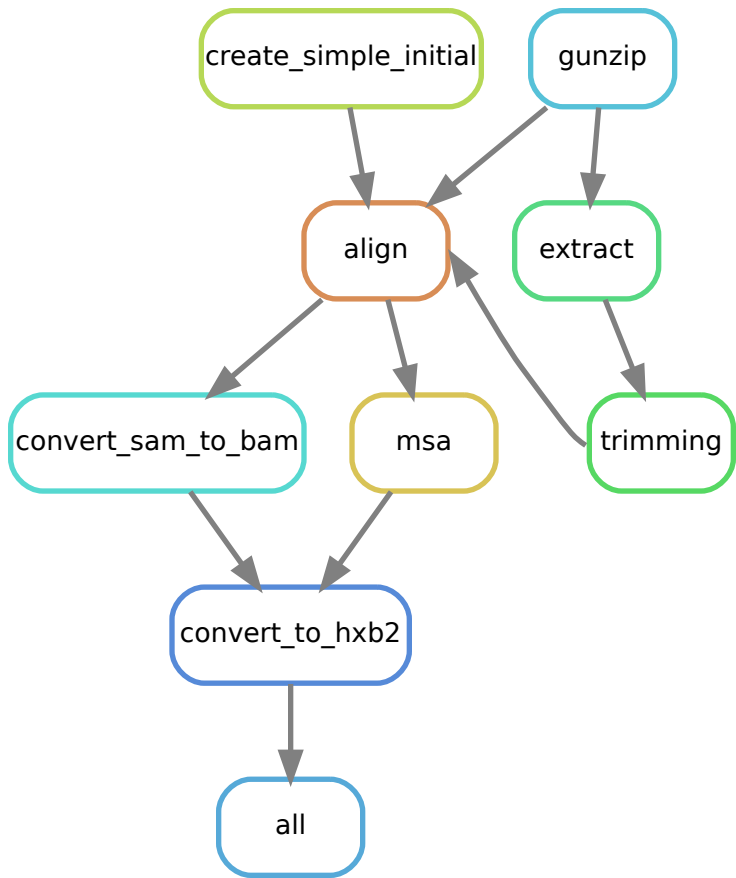 create_simple_initial
gunzip
align
extract
convert_sam_to_bam
msa
trimming
convert_to_hxb2
all